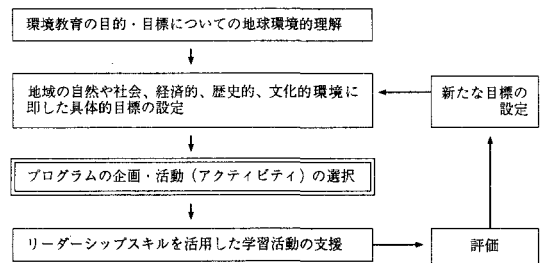 環境教育の目的・目標についての地球環境的理解
地域の自然や社会、経済的、歴史的、文化的環境に
即した具体的目標の設定
新たな目標の
設定
プログラムの企画・活動（アクティビティ）の選択
リーダーシップスキルを活用した学習活動の支援
評価